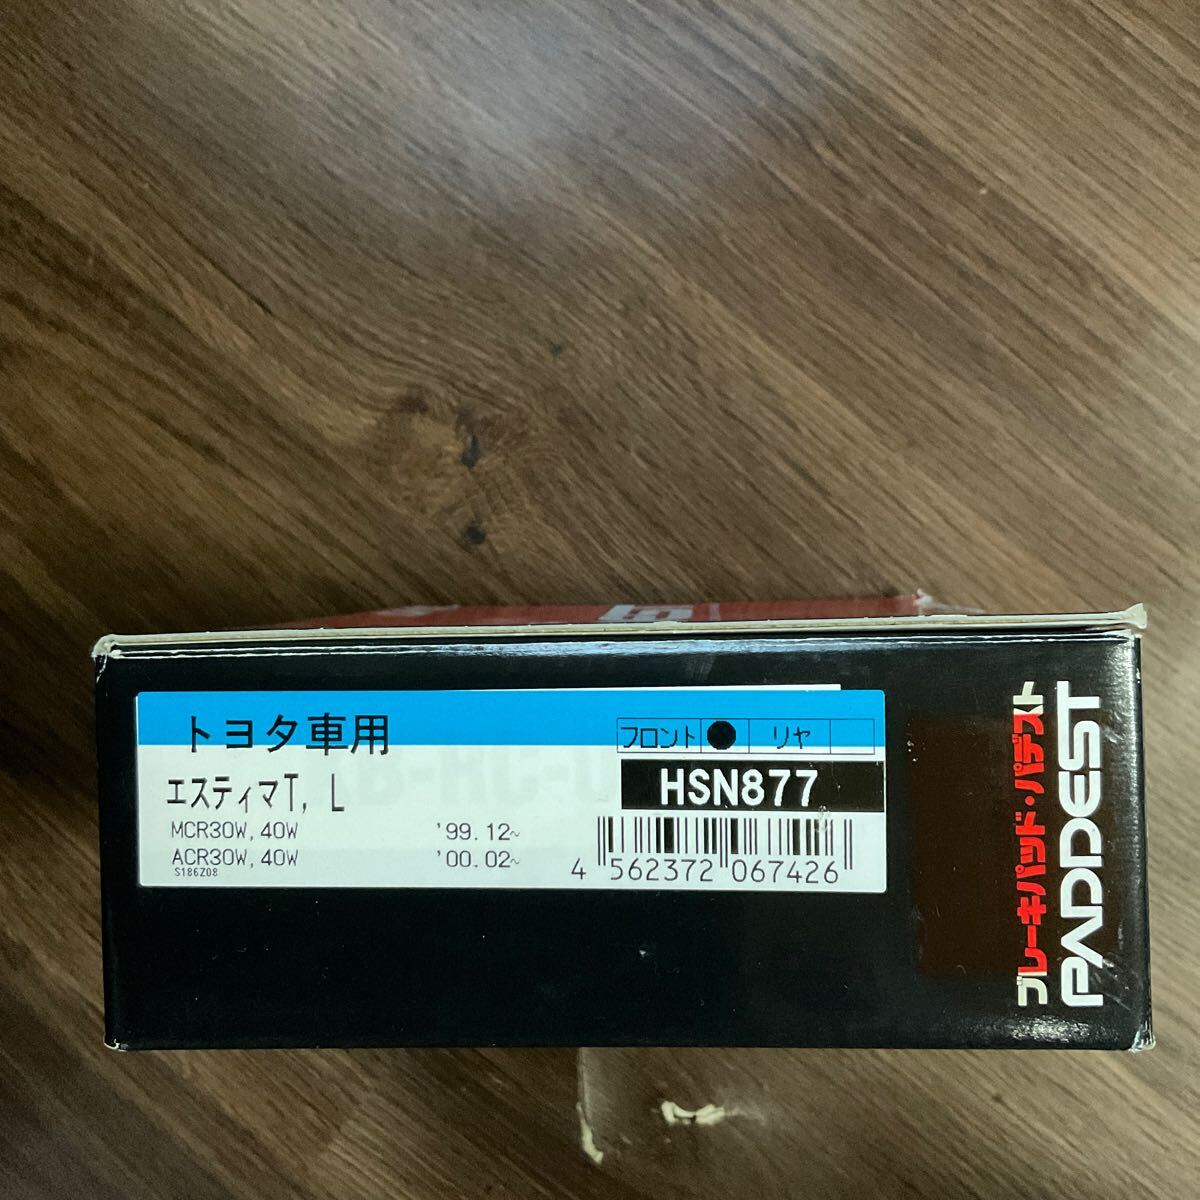 トヨタ車用
フロント ● リヤ
エスティマT, L
HSN877
MCR30W, 40W '99.12~
ACR30W, 40W '00.02~
S186Z08
4 562372 067426
ブレーキパッド・パデスト
PADDEST